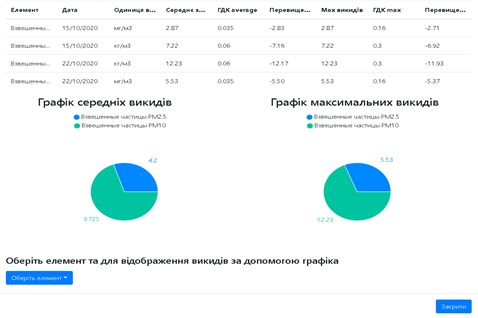 Елемент Дата Одиниця в... Середнє з... ГДК average Перевище... Max викидів ГДК max Перевище...
Взвешенны... 15/10/2020 мг/м3 2.87 0.035 -2.83 2.87 0.16 -2.71
Взвешенны... 15/10/2020 кг/м3 7.22 0.06 -7.16 7.22 0.3 -6.92
Взвешенны... 22/10/2020 кг/м3 12.23 0.06 -12.17 12.23 0.3 -11.93
Взвешенны... 22/10/2020 мг/м3 5.53 0.035 -5.50 5.53 0.16 -5.37
Графік середніх викидів
Взвешенные частицы PM2.5
Взвешенные частицы PM10
4.2
9.725
Графік максимальних викидів
Взвешенные частицы PM2.5
Взвешенные частицы PM10
5.53
12.23
Оберіть елемент та для відображення викидів за допомогою графіка
Оберіть елемент
Закрити